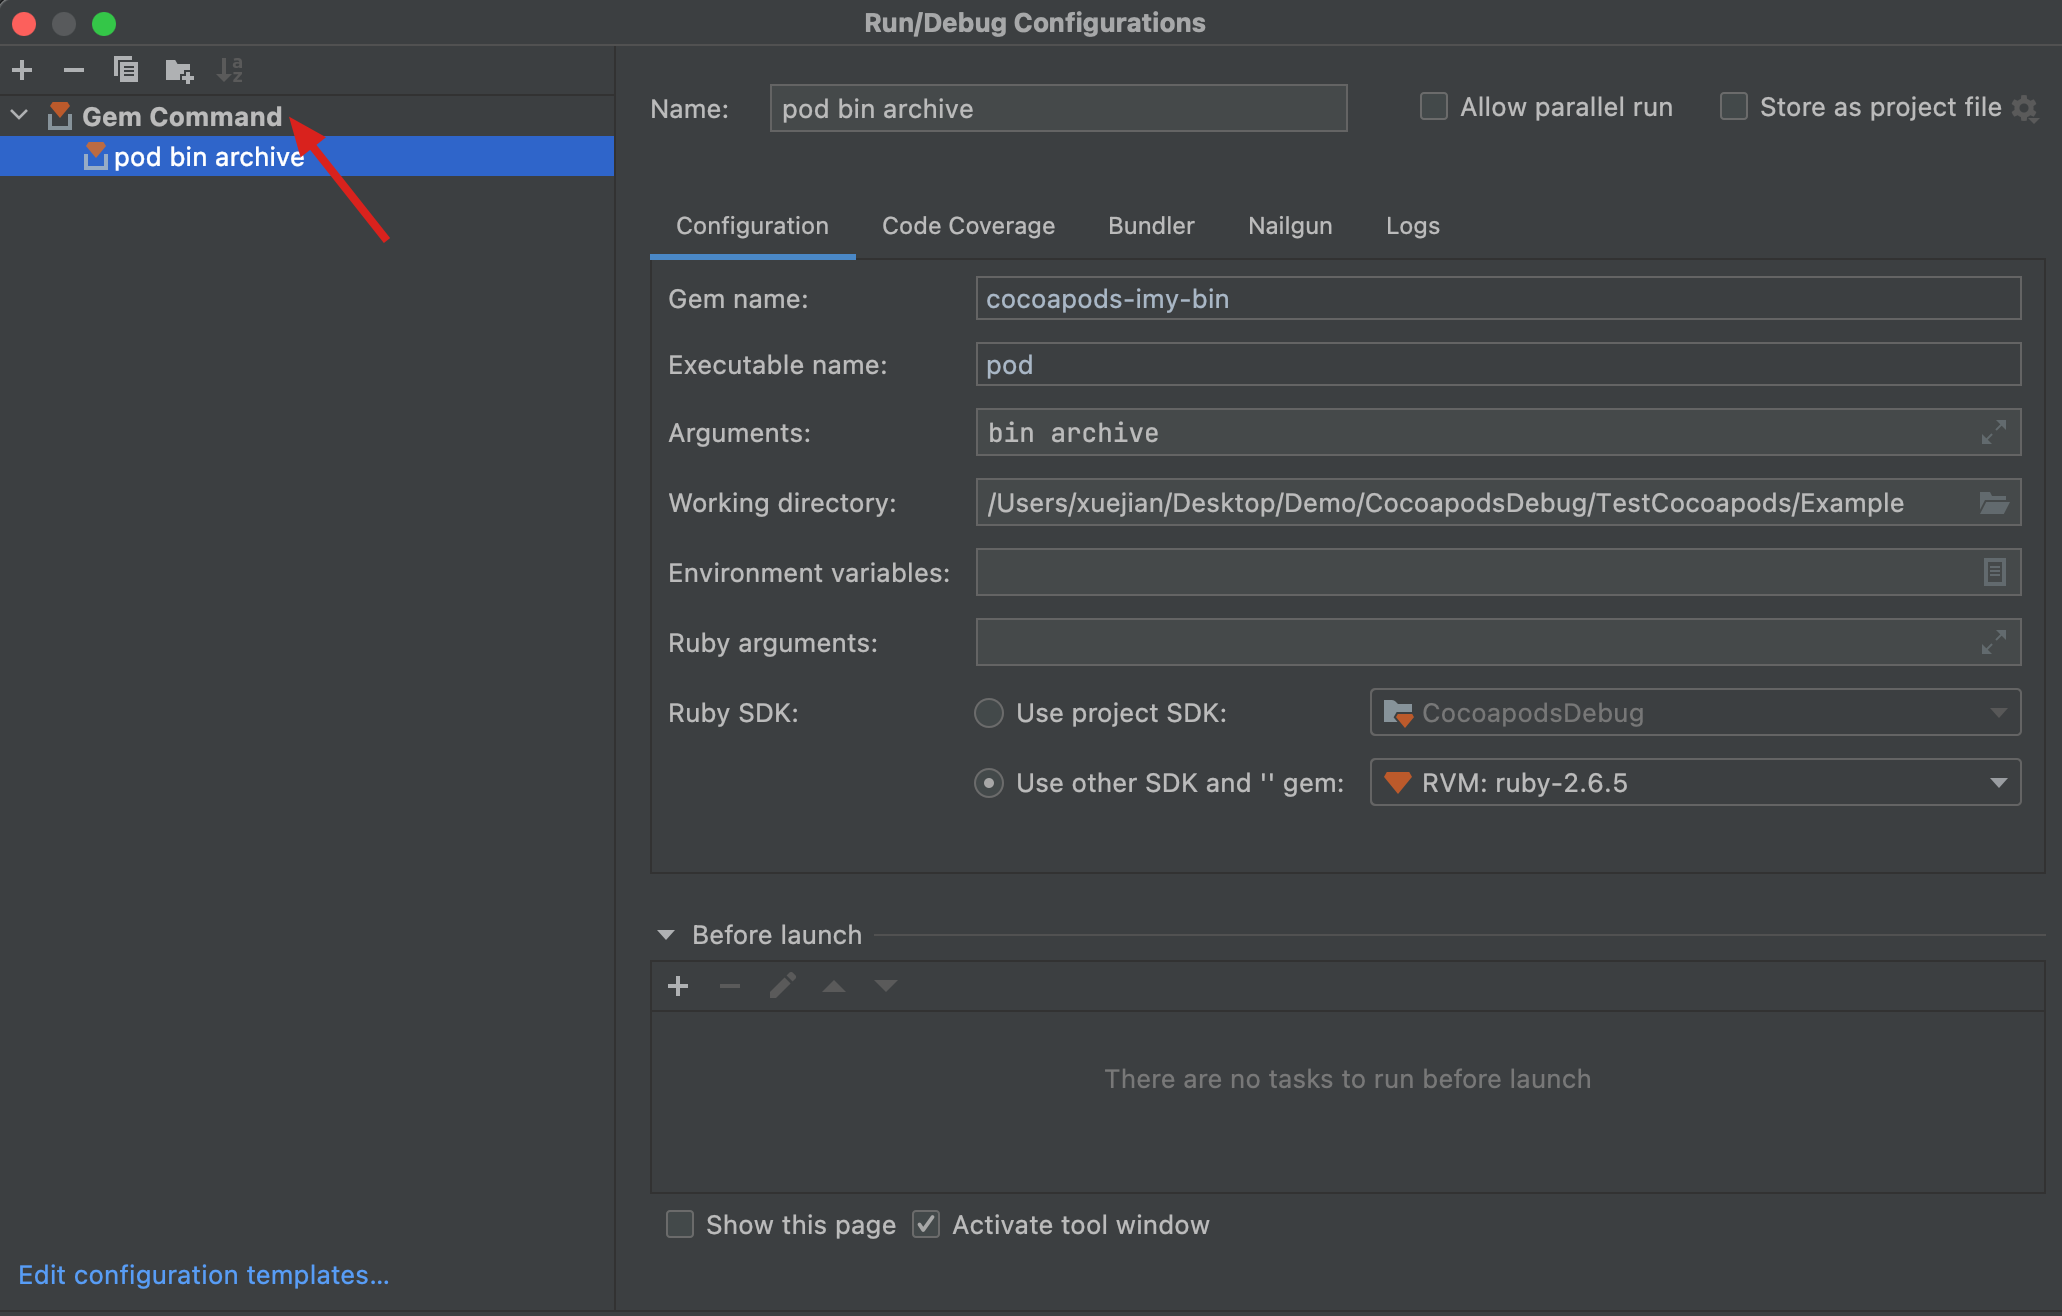 Run/Debug Configurations
Gem Command
pod bin archive
Name: pod bin archive Allow parallel run Store as project file
Configuration Code Coverage Bundler Nailgun Logs
Gem name: cocoapods-imy-bin
Executable name: pod
Arguments: bin archive
Working directory: /Users/xuejian/Desktop/Demo/CocoapodsDebug/TestCocoapods/Example
Environment variables:
Ruby arguments:
Ruby SDK: Use project SDK: CocoapodsDebug
Use other SDK and '' gem: RVM: ruby-2.6.5
Before launch
There are no tasks to run before launch
Show this page Activate tool window
Edit configuration templates...